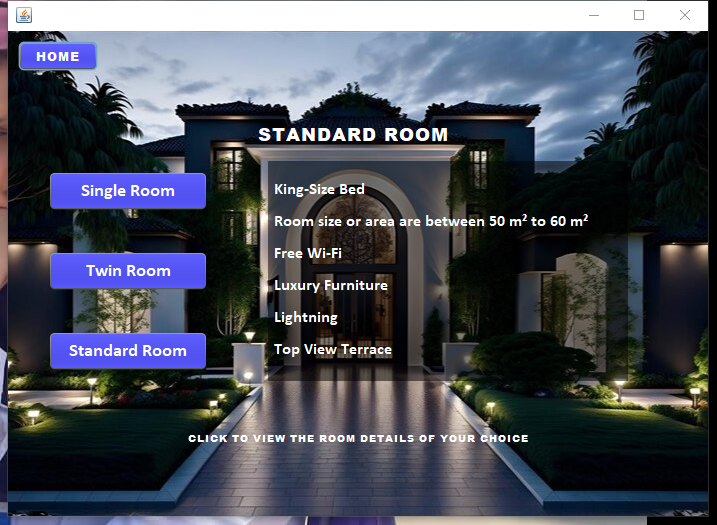 HOME
STANDARD ROOM
Single Room
Twin Room
Standard Room
King-Size Bed
Room size or area are between 50 m² to 60 m²
Free Wi-Fi
Luxury Furniture
Lightning
Top View Terrace
CLICK TO VIEW THE ROOM DETAILS OF YOUR CHOICE